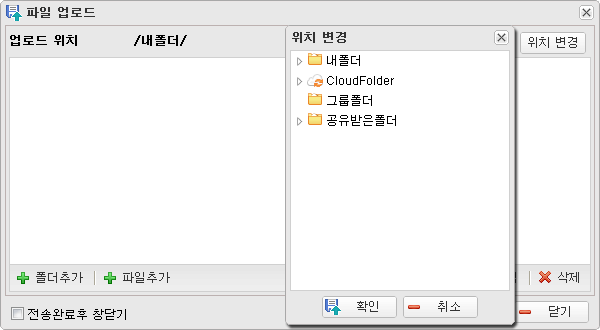 파일 업로드
업로드 위치 /내폴더/
위치 변경
위치 변경
내폴더
CloudFolder
그룹폴더
공유받은폴더
확인 취소
폴더추가 파일추가 삭제
전송완료후 창닫기 닫기